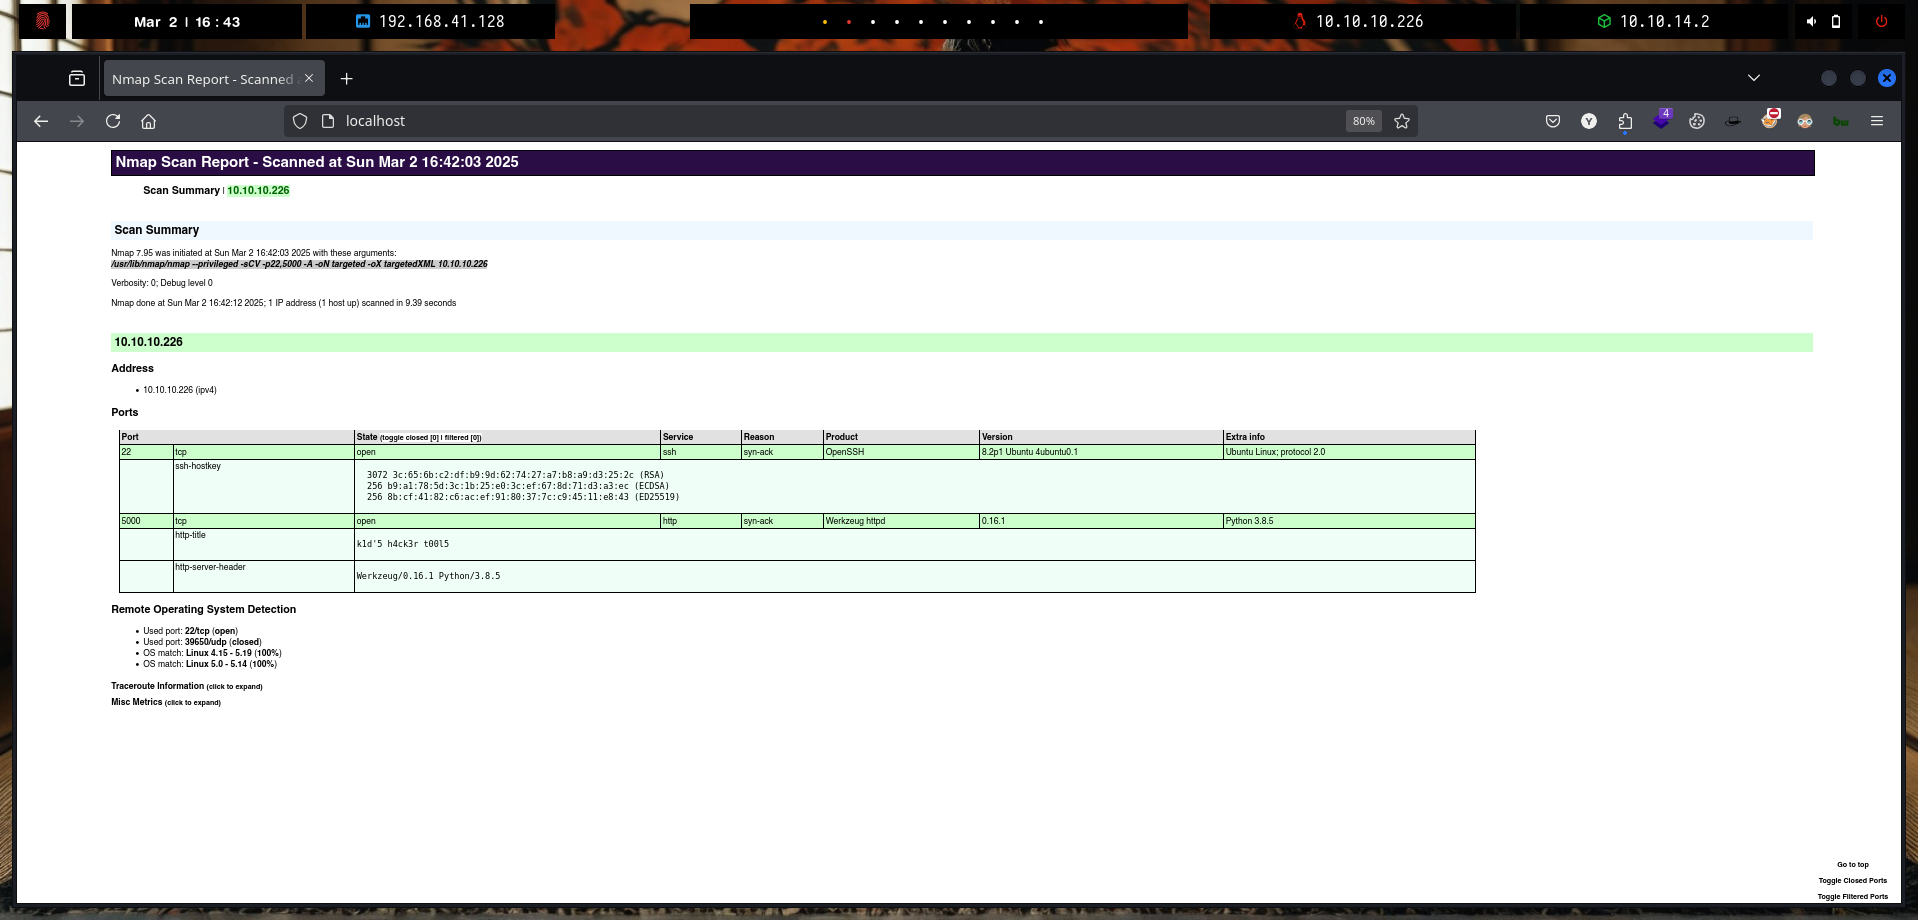 Mar 2 | 16:43
192.168.41.128
10.10.10.226
10.10.14.2
Nmap Scan Report - Scanned
localhost
80%
Y
4
bw
Nmap Scan Report - Scanned at Sun Mar 2 16:42:03 2025
Scan Summary | 10.10.10.226
Scan Summary
Nmap 7.95 was initiated at Sun Mar 2 16:42:03 2025 with these arguments:
/usr/lib/nmap/nmap --privileged -sCV -p22,5000 -A -oN targeted -oX targetedXML 10.10.10.226
Verbosity: 0; Debug level 0
Nmap done at Sun Mar 2 16:42:12 2025; 1 IP address (1 host up) scanned in 9.39 seconds
10.10.10.226
Address
10.10.10.226 (ipv4)
Ports
Port State (toggle closed [0] | filtered [0]) Service Reason Product Version Extra info
22 tcp open ssh syn-ack OpenSSH 8.2p1 Ubuntu 4ubuntu0.1 Ubuntu Linux; protocol 2.0
ssh-hostkey
3072 3c:65:6b:c2:df:b9:9d:62:74:27:a7:b8:a9:d3:25:2c (RSA)
256 b9:a1:78:5d:3c:1b:25:e0:3c:ef:67:8d:71:d3:a3:ec (ECDSA)
256 8b:cf:41:82:c6:ac:ef:91:80:37:7c:c9:45:11:e8:43 (ED25519)
5000 tcp open http syn-ack Werkzeug httpd 0.16.1 Python 3.8.5
http-title
k1d'5 h4ck3r t00l5
http-server-header
Werkzeug/0.16.1 Python/3.8.5
Remote Operating System Detection
Used port: 22/tcp (open)
Used port: 39650/udp (closed)
OS match: Linux 4.15 - 5.19 (100%)
OS match: Linux 5.0 - 5.14 (100%)
Traceroute Information (click to expand)
Misc Metrics (click to expand)
Go to top
Toggle Closed Ports
Toggle Filtered Ports